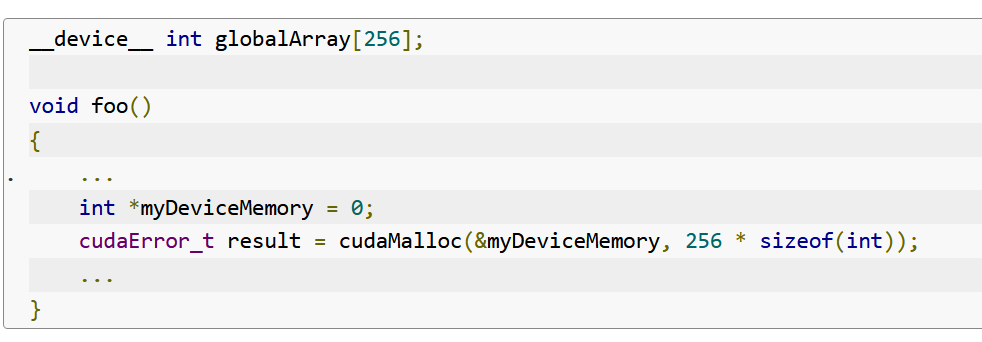 __device__ int globalArray[256];
void foo()
{
...
int *myDeviceMemory = 0;
cudaError_t result = cudaMalloc(&myDeviceMemory, 256 * sizeof(int));
...
}